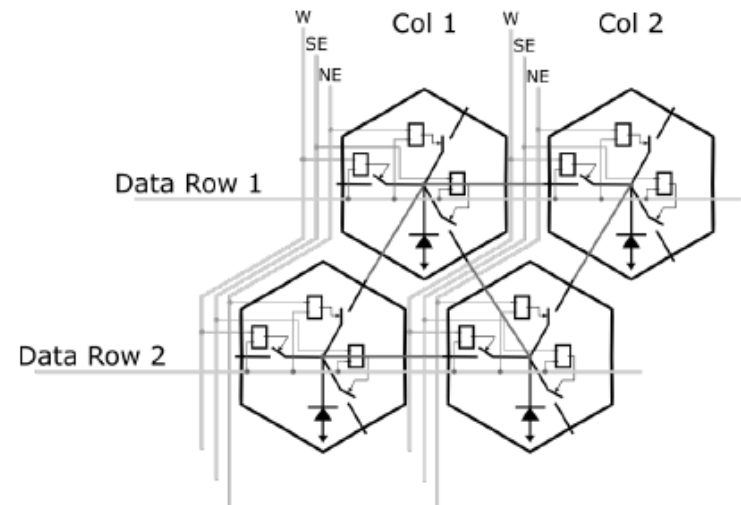 W Col 1 W Col 2
SE SE
NE NE
Data Row 1
Data Row 2